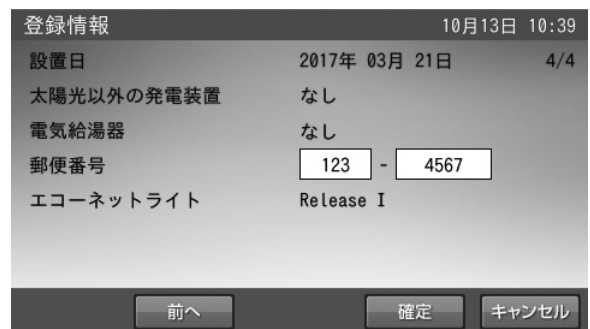 登録情報 10月13日 10:39
設置日 2017年 03月 21日 4/4
太陽光以外の発電装置 なし
電気給湯器 なし
郵便番号 123 - 4567
エコーネットライト Release I
前へ 確定 キャンセル